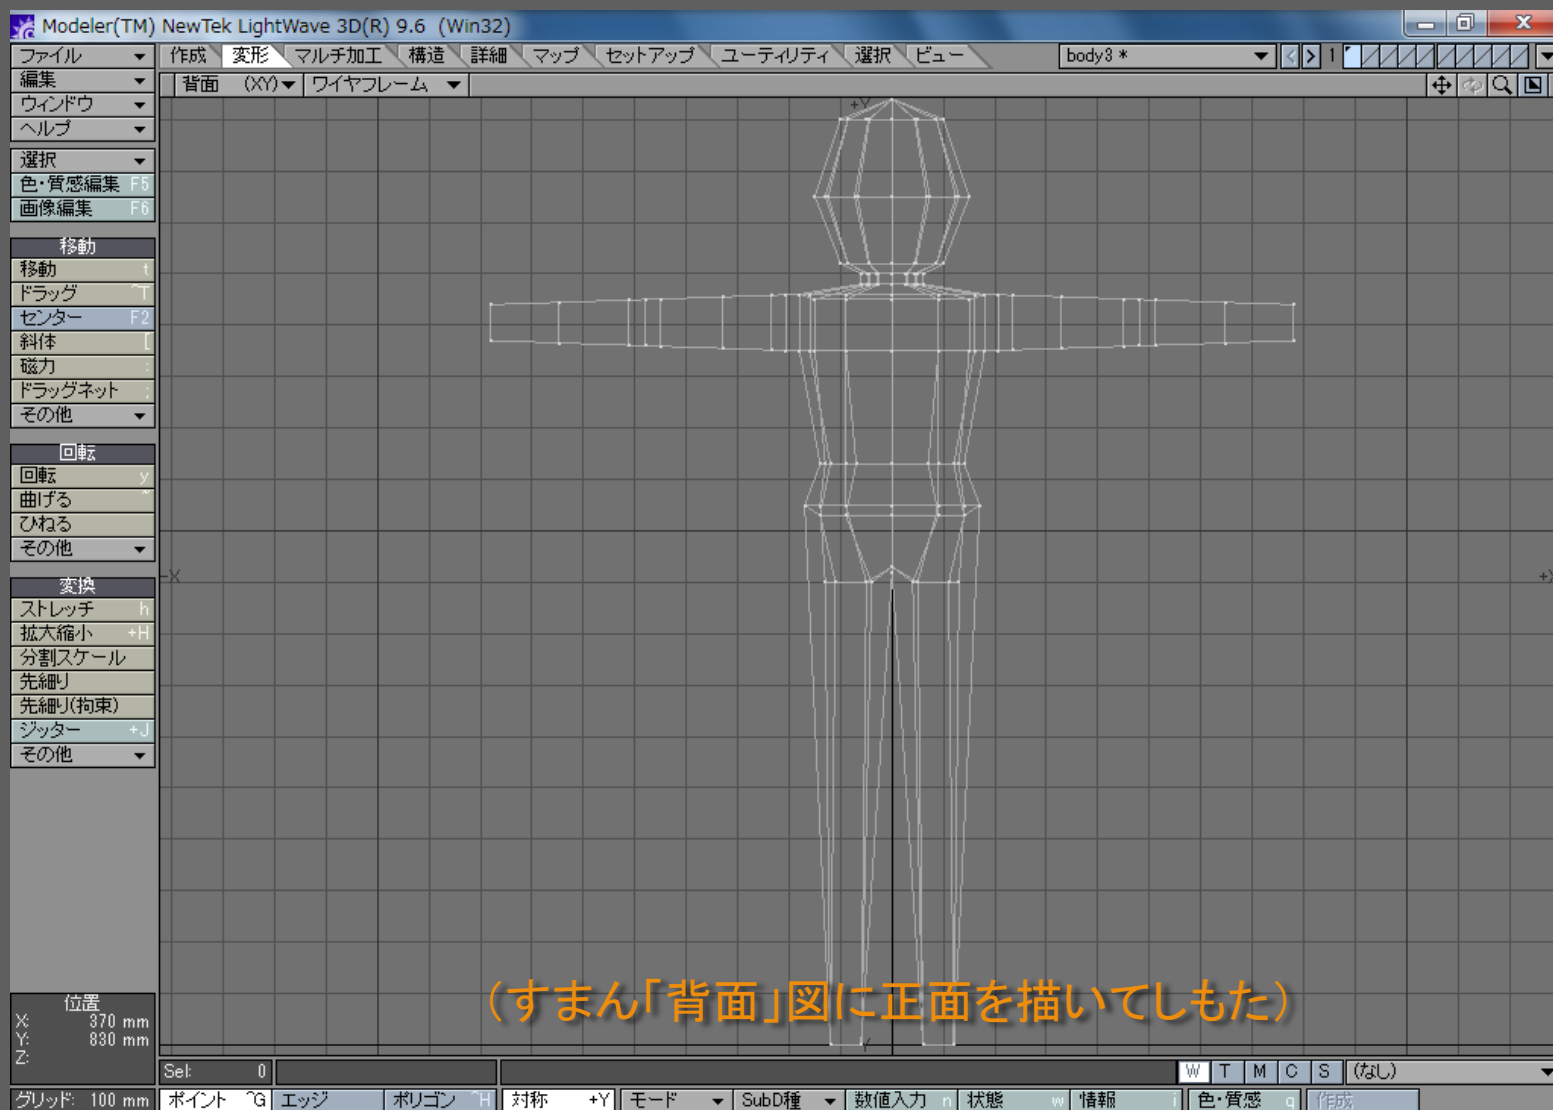 Modeler(TM) NewTek LightWave 3D(R) 9.6 (Win32)
ファイル 作成 変形 マルチ加工 構造 詳細 マップ セットアップ ユーティリティ 選択 ビュー body3 * 1
編集 背面 (XY) ワイヤフレーム
ウィンドウ
ヘルプ
選択
色・質感編集 F5
画像編集 F6
移動
移動 t
ドラッグ ^T
センター F2
斜体 [
磁力 :
ドラッグネット ;
その他
回転
回転 y
曲げる ~
ひねる
その他
変換
ストレッチ h
拡大縮小 +H
分割スケール
先細り
先細り(拘束)
ジッター +J
その他
+Y
-X
+X
-Y
(すまん「背面」図に正面を描いてしもた)
位置
X: 370 mm
Y: 830 mm
Z:
Sel: 0 W T M C S (なし)
グリッド: 100 mm ポイント ^G エッジ ポリゴン ^H 対称 +Y モード SubD種 数値入力 n 状態 w 情報 i 色・質感 q 作成